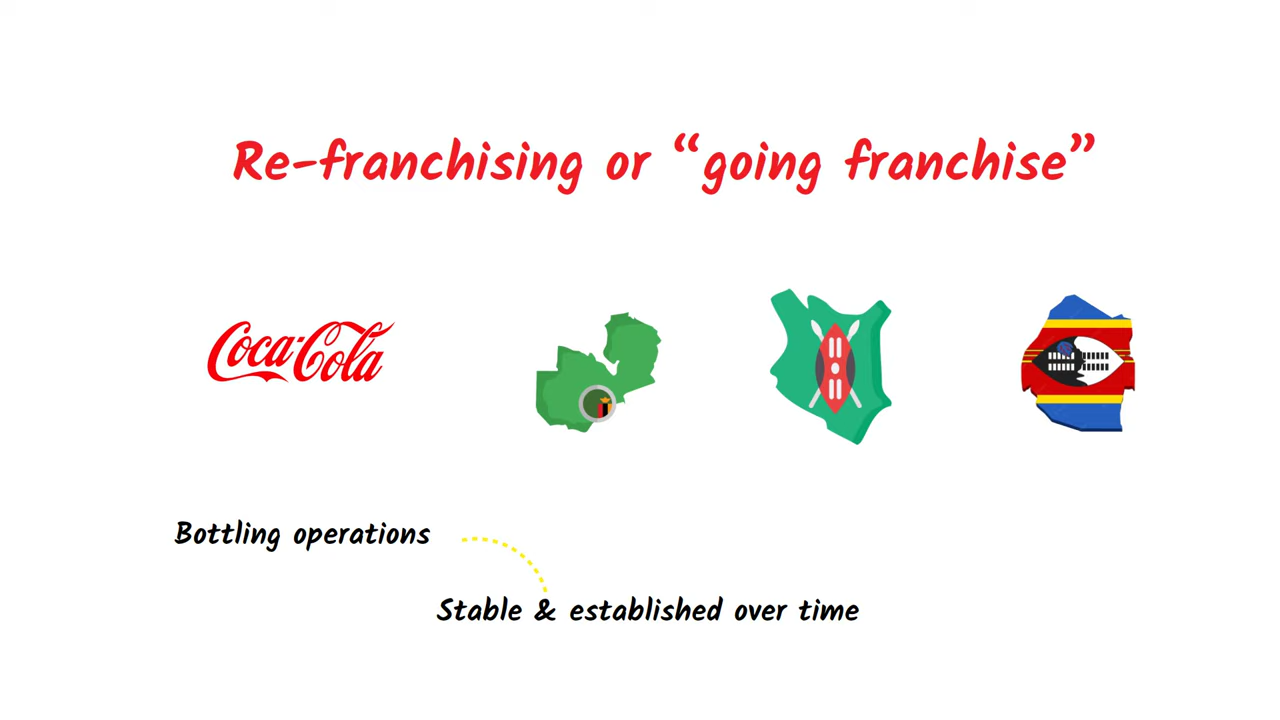 Re-franchising or “going franchise”
Coca-Cola
Bottling operations
Stable & established over time